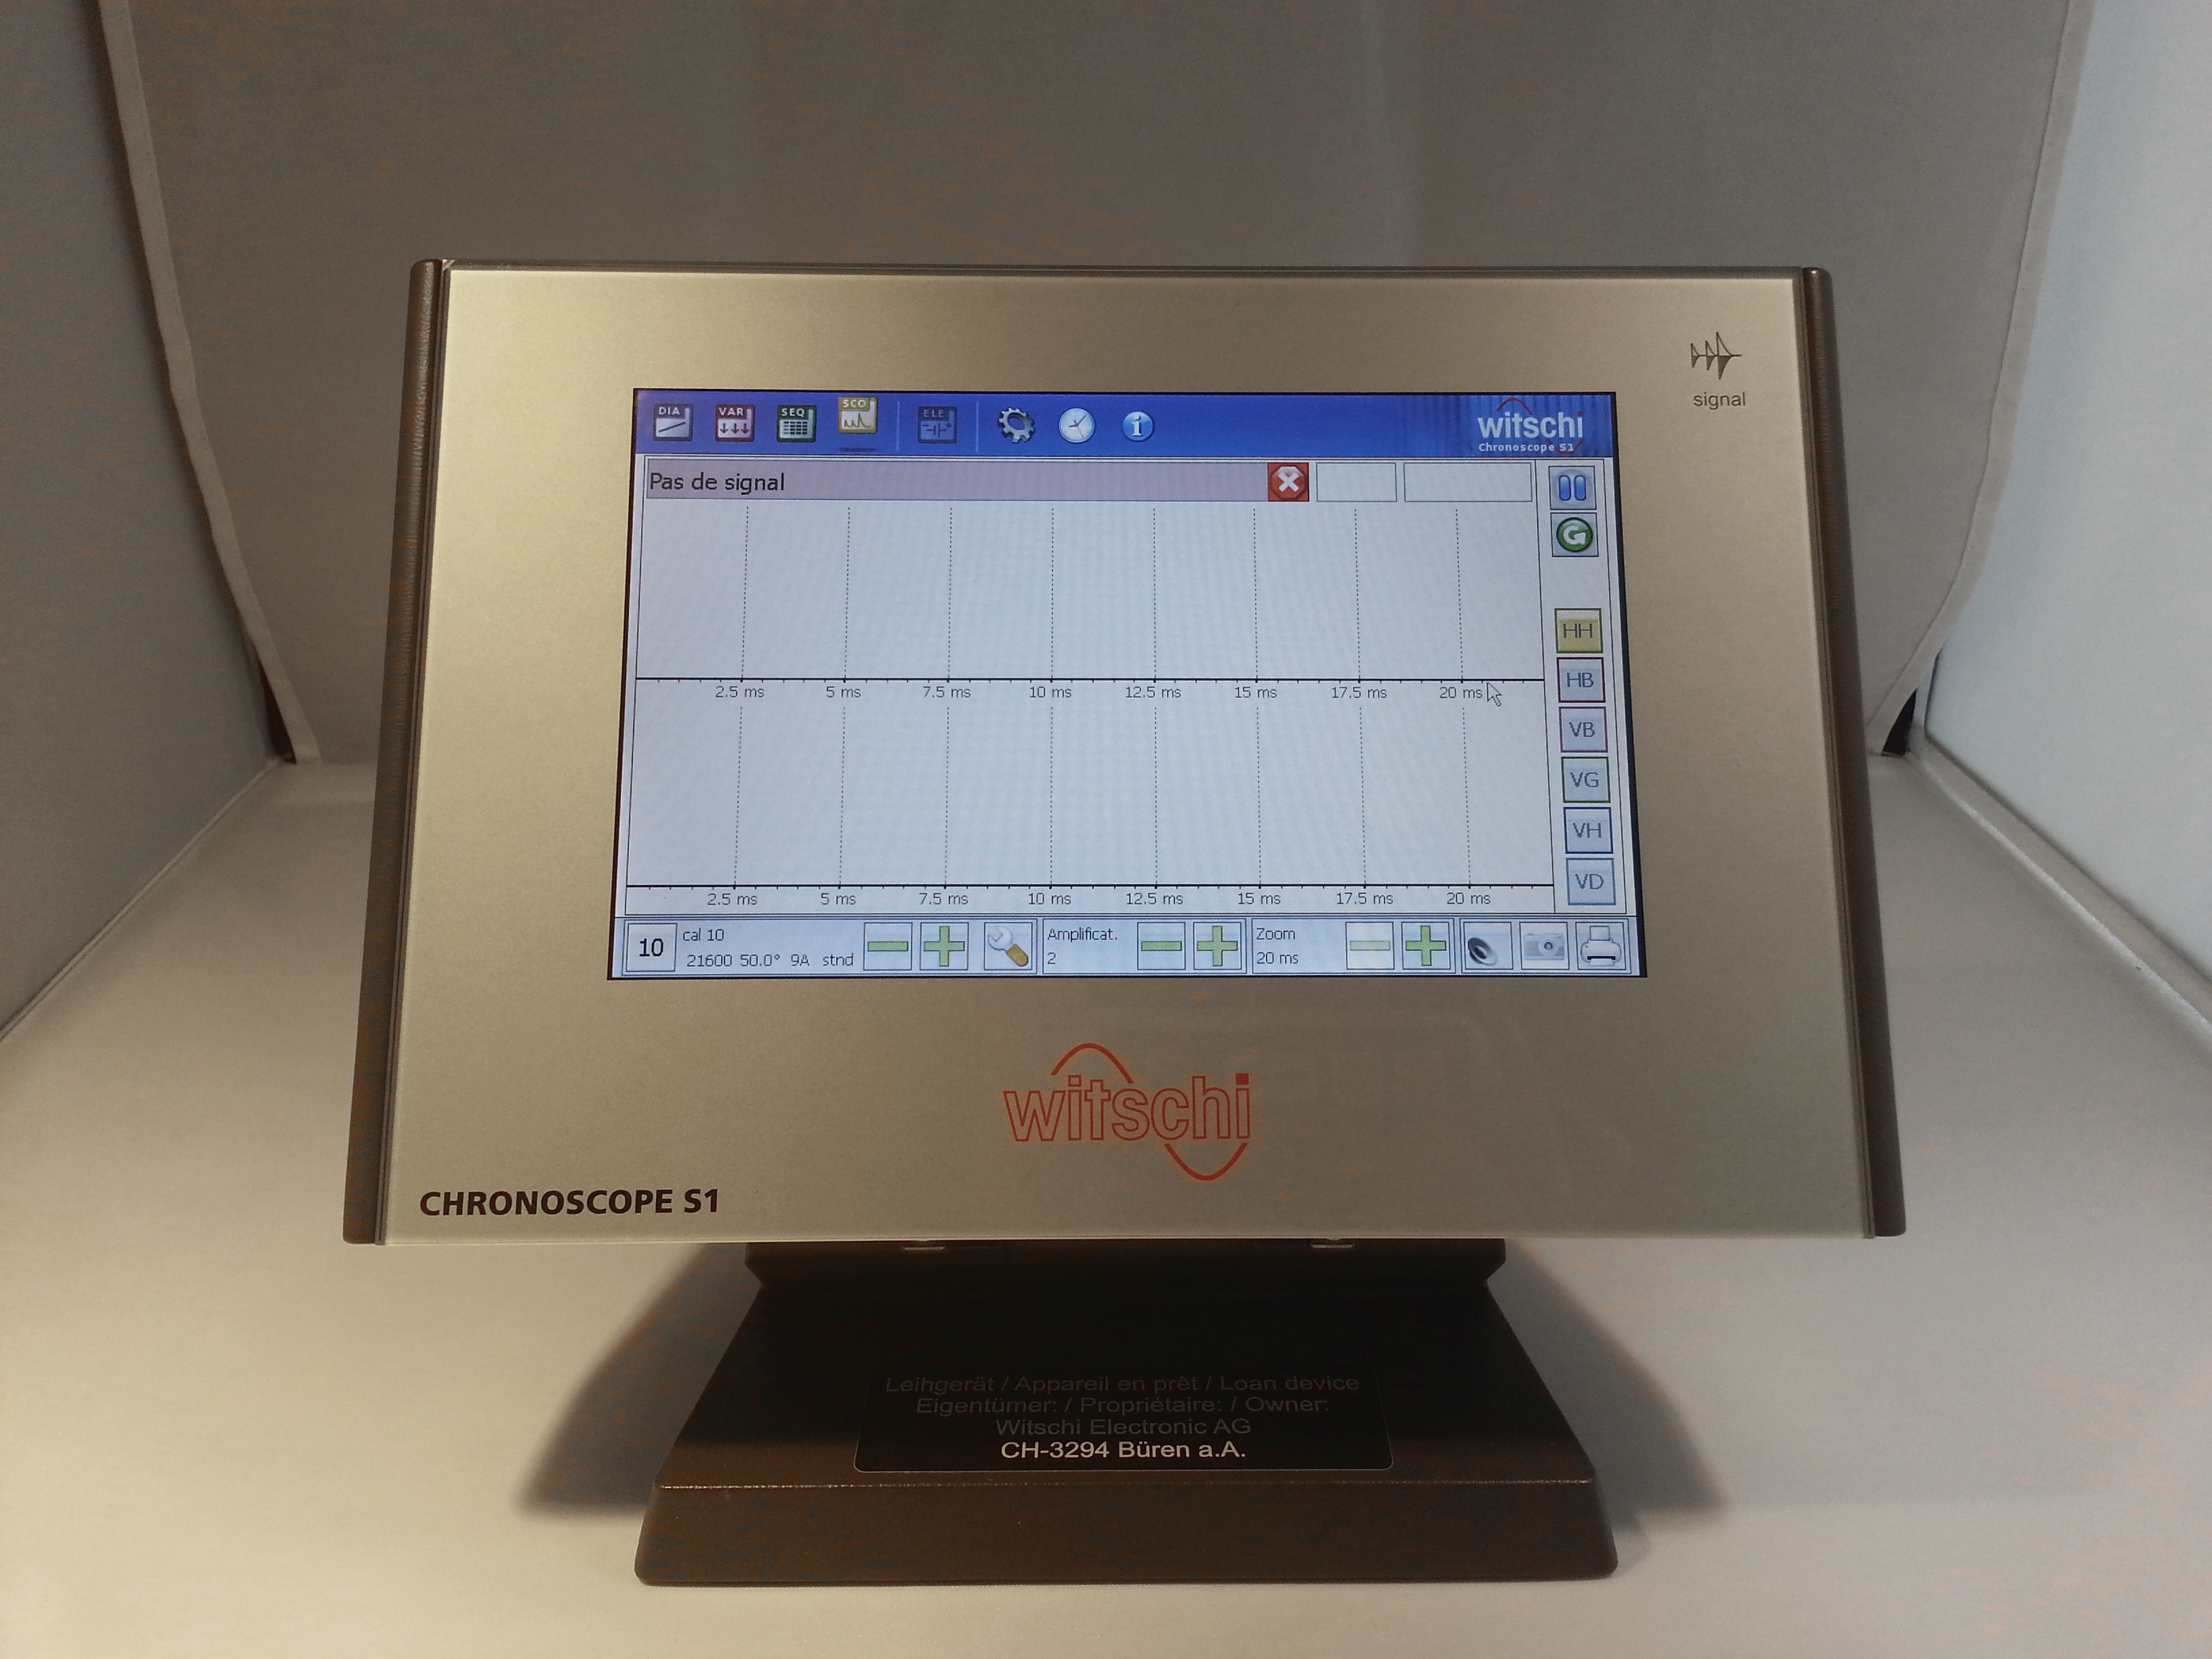 signal
DIA VAR SEQ SCO ELE
witschi
Chronoscope S1
Pas de signal
HH
2.5 ms 5 ms 7.5 ms 10 ms 12.5 ms 15 ms 17.5 ms 20 ms
HB
VB
VG
VH
VD
2.5 ms 5 ms 7.5 ms 10 ms 12.5 ms 15 ms 17.5 ms 20 ms
10 cal 10
21600 50.0° 9A stnd
Amplificat.
2
Zoom
20 ms
witschi
CHRONOSCOPE S1
Leihgerät / Appareil en prêt / Loan device
Eigentümer: / Propriétaire: / Owner:
Witschi Electronic AG
CH-3294 Büren a.A.